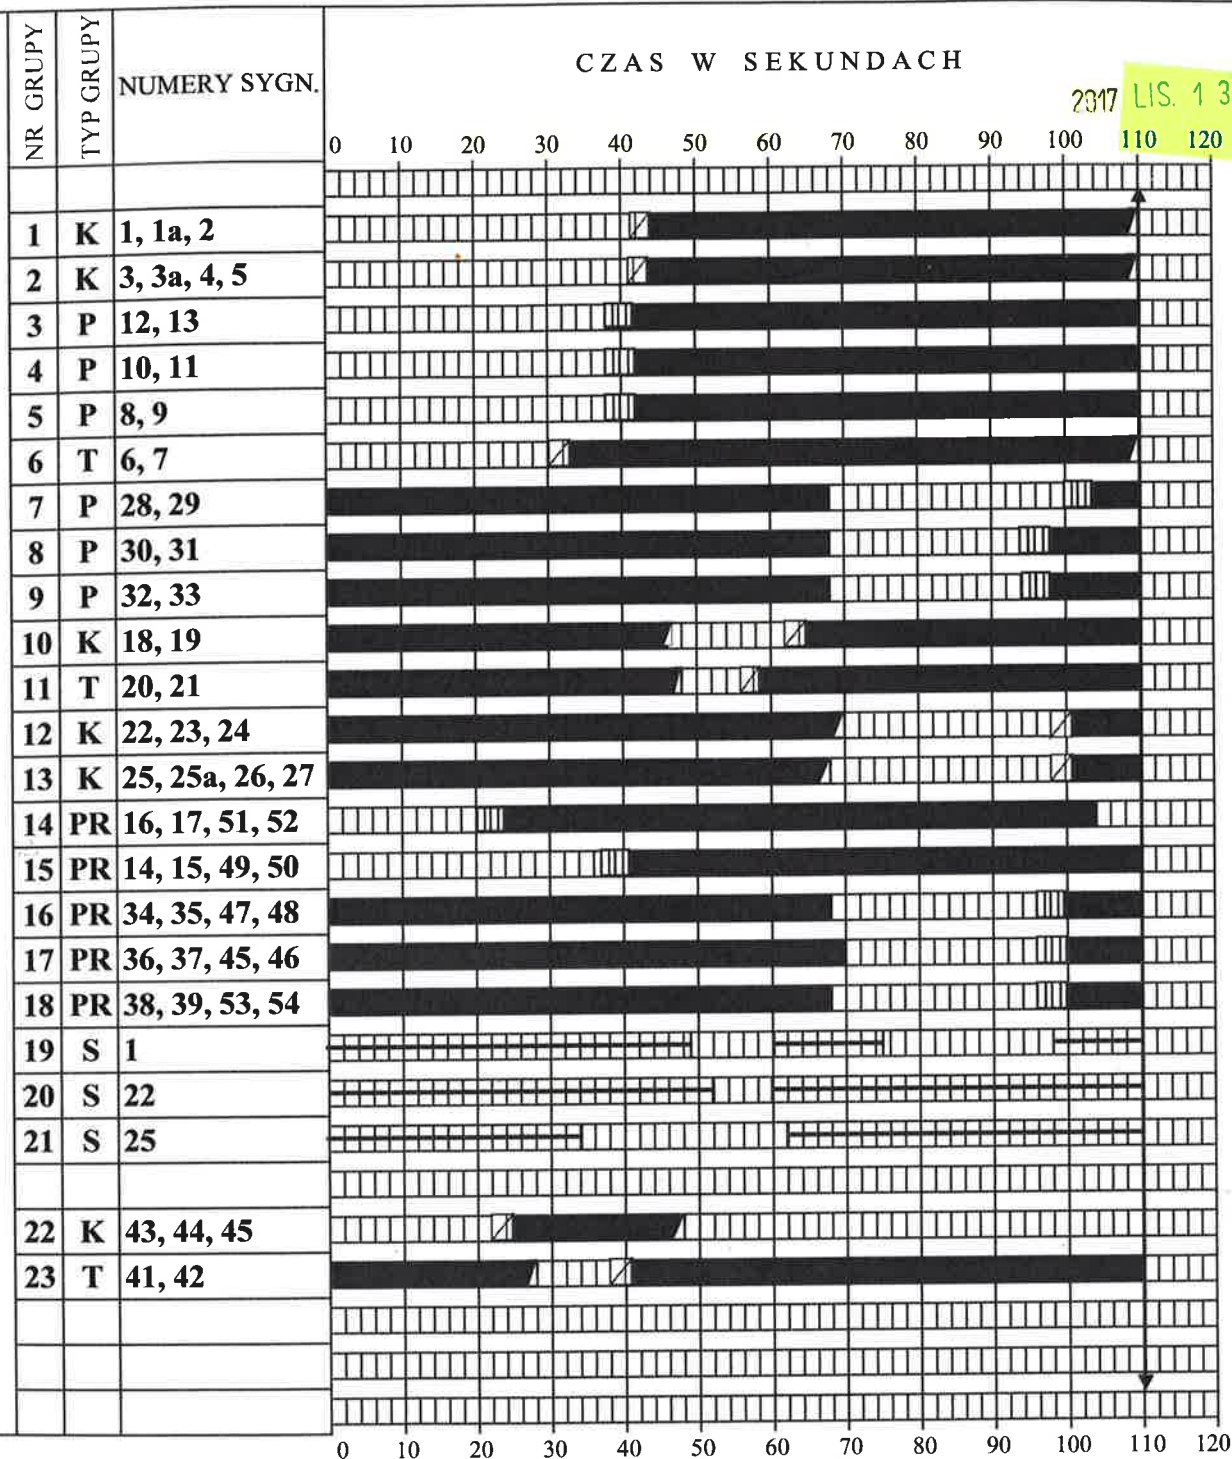 NR GRUPY
TYP GRUPY
NUMERY SYGN.
CZAS W SEKUNDACH
2017 LIS. 13
0 10 20 30 40 50 60 70 80 90 100 110 120
1 K 1, 1a, 2
2 K 3, 3a, 4, 5
3 P 12, 13
4 P 10, 11
5 P 8, 9
6 T 6, 7
7 P 28, 29
8 P 30, 31
9 P 32, 33
10 K 18, 19
11 T 20, 21
12 K 22, 23, 24
13 K 25, 25a, 26, 27
14 PR 16, 17, 51, 52
15 PR 14, 15, 49, 50
16 PR 34, 35, 47, 48
17 PR 36, 37, 45, 46
18 PR 38, 39, 53, 54
19 S 1
20 S 22
21 S 25
22 K 43, 44, 45
23 T 41, 42
0 10 20 30 40 50 60 70 80 90 100 110 120